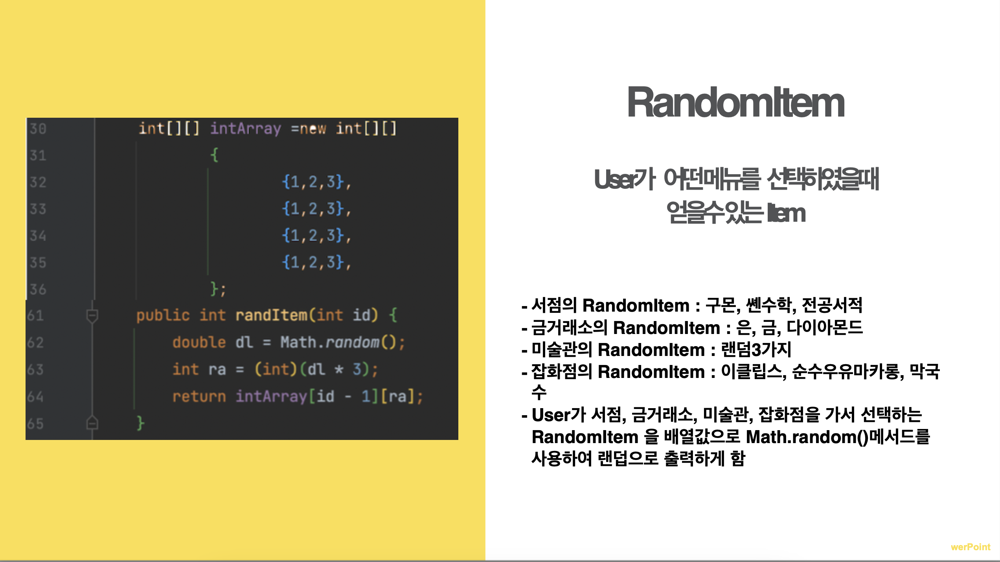 30 int[][] intArray =new int[][]
31 {
32 {1,2,3},
33 {1,2,3},
34 {1,2,3},
35 {1,2,3},
36 };
61 public int randItem(int id) {
62 double dl = Math.random();
63 int ra = (int)(dl * 3);
64 return intArray[id - 1][ra];
65 }
RandomItem
User가 어떤메뉴를 선택하였을때
얻을수있는 Item
- 서점의 RandomItem : 구몬, 쎈수학, 전공서적
- 금거래소의 RandomItem : 은, 금, 다이아몬드
- 미술관의 RandomItem : 랜덤3가지
- 잡화점의 RandomItem : 이클립스, 순수우유마카롱, 막국
수
- User가 서점, 금거래소, 미술관, 잡화점을 가서 선택하는
RandomItem 을 배열값으로 Math.random()메서드를
사용하여 랜덥으로 출력하게 함
werPoint